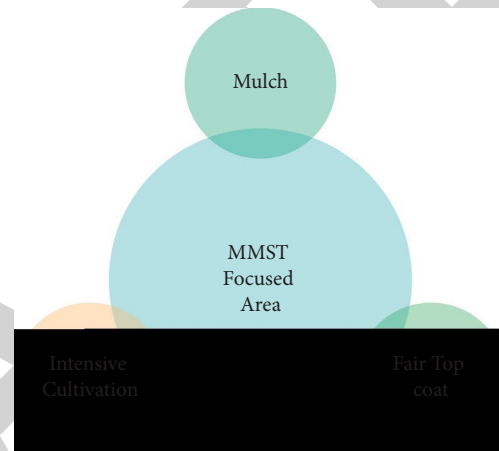 Mulch
MMST
Focused
Area
Intensive
Cultivation
Fair Top
coat